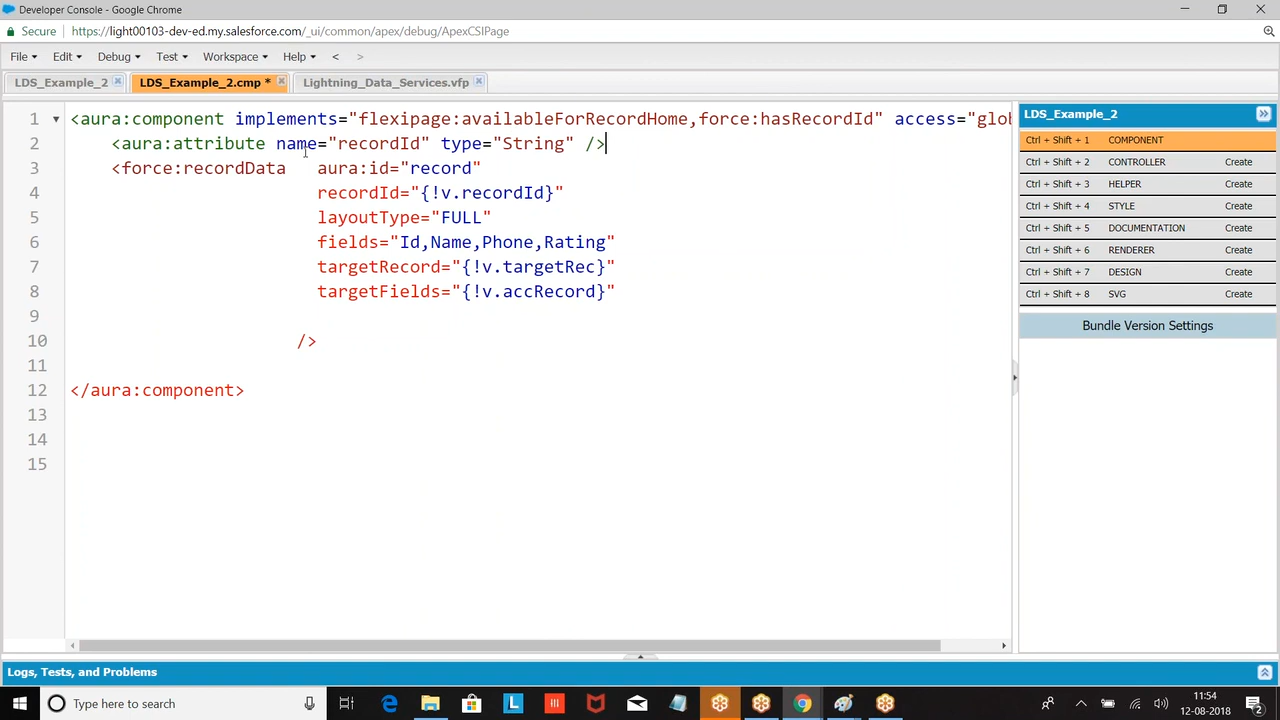 Developer Console - Google Chrome
Secure https://light00103-dev-ed.my.salesforce.com/_ui/common/apex/debug/ApexCSIPage
File Edit Debug Test Workspace Help < >
LDS_Example_2 LDS_Example_2.cmp * Lightning_Data_Services.vfp
1 <aura:component implements="flexipage:availableForRecordHome,force:hasRecordId" access="glob
2 <aura:attribute name="recordId" type="String" />
3 <force:recordData aura:id="record"
4 recordId="{!v.recordId}"
5 layoutType="FULL"
6 fields="Id,Name,Phone,Rating"
7 targetRecord="{!v.targetRec}"
8 targetFields="{!v.accRecord}"
9
10 />
11
12 </aura:component>
13
14
15
LDS_Example_2
Ctrl + Shift + 1 COMPONENT
Ctrl + Shift + 2 CONTROLLER Create
Ctrl + Shift + 3 HELPER Create
Ctrl + Shift + 4 STYLE Create
Ctrl + Shift + 5 DOCUMENTATION Create
Ctrl + Shift + 6 RENDERER Create
Ctrl + Shift + 7 DESIGN Create
Ctrl + Shift + 8 SVG Create
Bundle Version Settings
Logs, Tests, and Problems
Type here to search
11:54
12-08-2018
2